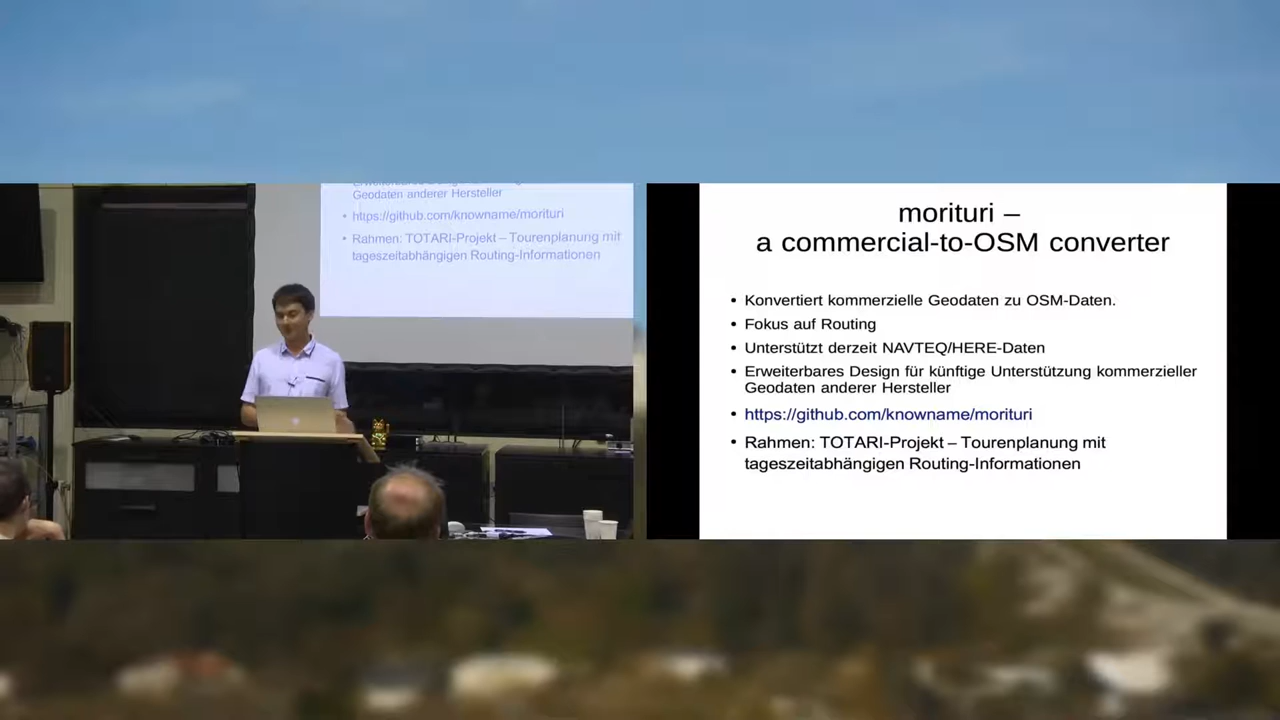 Geodaten anderer Hersteller
• https://github.com/knowname/morituri
• Rahmen: TOTARI-Projekt – Tourenplanung mit
tageszeitabhängigen Routing-Informationen
morituri –
a commercial-to-OSM converter
• Konvertiert kommerzielle Geodaten zu OSM-Daten.
• Fokus auf Routing
• Unterstützt derzeit NAVTEQ/HERE-Daten
• Erweiterbares Design für künftige Unterstützung kommerzieller
Geodaten anderer Hersteller
• https://github.com/knowname/morituri
• Rahmen: TOTARI-Projekt – Tourenplanung mit
tageszeitabhängigen Routing-Informationen